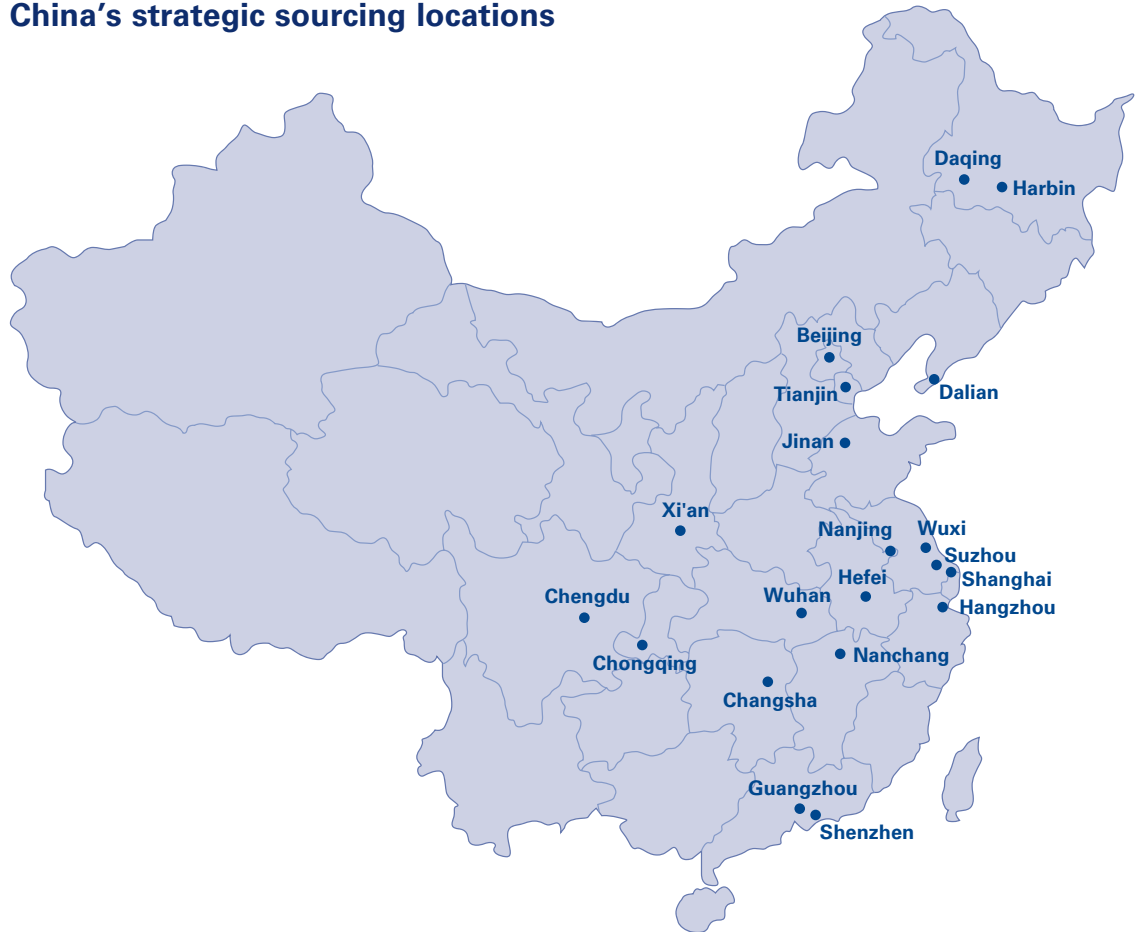 China’s strategic sourcing locations
Daqing
Harbin
Beijing
Tianjin
Dalian
Jinan
Xi'an
Nanjing
Wuxi
Suzhou
Shanghai
Hefei
Chengdu
Wuhan
Hangzhou
Chongqing
Nanchang
Changsha
Guangzhou
Shenzhen